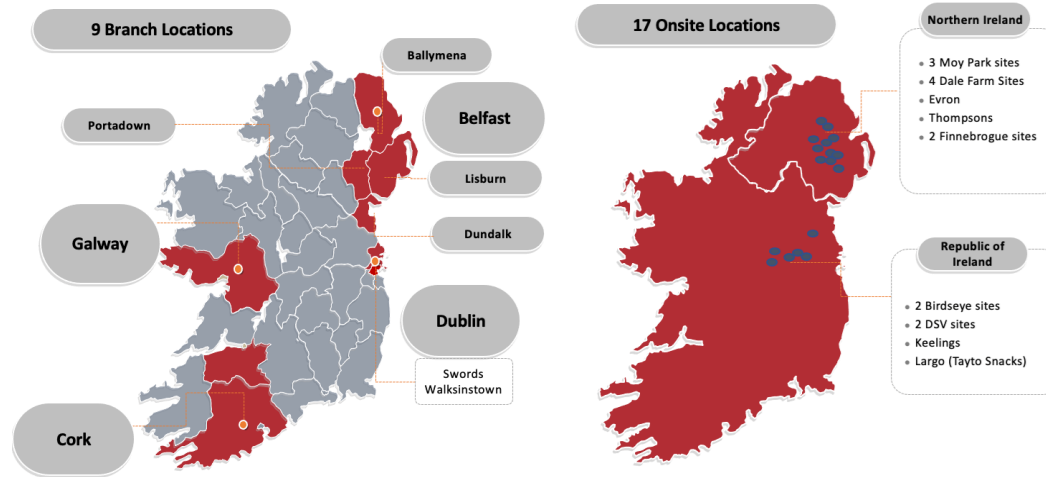 9 Branch Locations
Ballymena
Portadown
Belfast
Lisburn
Galway
Dundalk
Dublin
Swords
Walksinstown
Cork
17 Onsite Locations
Northern Ireland
3 Moy Park sites
4 Dale Farm Sites
Evron
Thompsons
2 Finnebrogue sites
Republic of
Ireland
2 Birdseye sites
2 DSV sites
Keelings
Largo (Tayto Snacks)